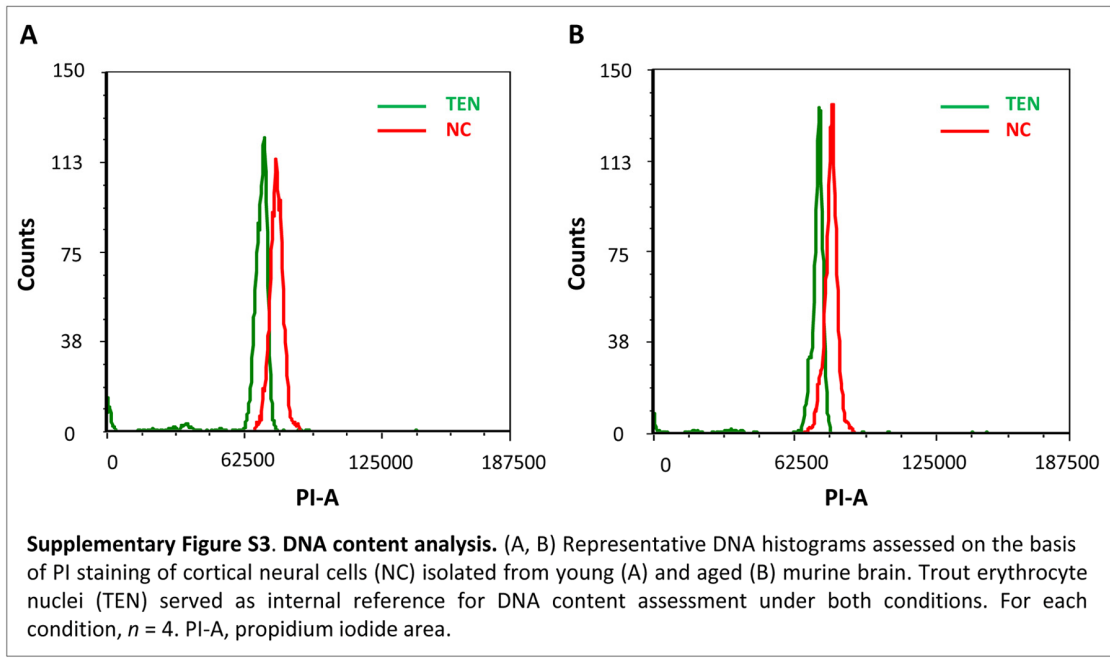 A
150
113
75
38
0
Counts
TEN
NC
0 62500 125000 187500
PI-A
B
150
113
75
38
0
Counts
TEN
NC
0 62500 125000 187500
PI-A
Supplementary Figure S3. DNA content analysis. (A, B) Representative DNA histograms assessed on the basis
of PI staining of cortical neural cells (NC) isolated from young (A) and aged (B) murine brain. Trout erythrocyte
nuclei (TEN) served as internal reference for DNA content assessment under both conditions. For each
condition, n = 4. PI-A, propidium iodide area.